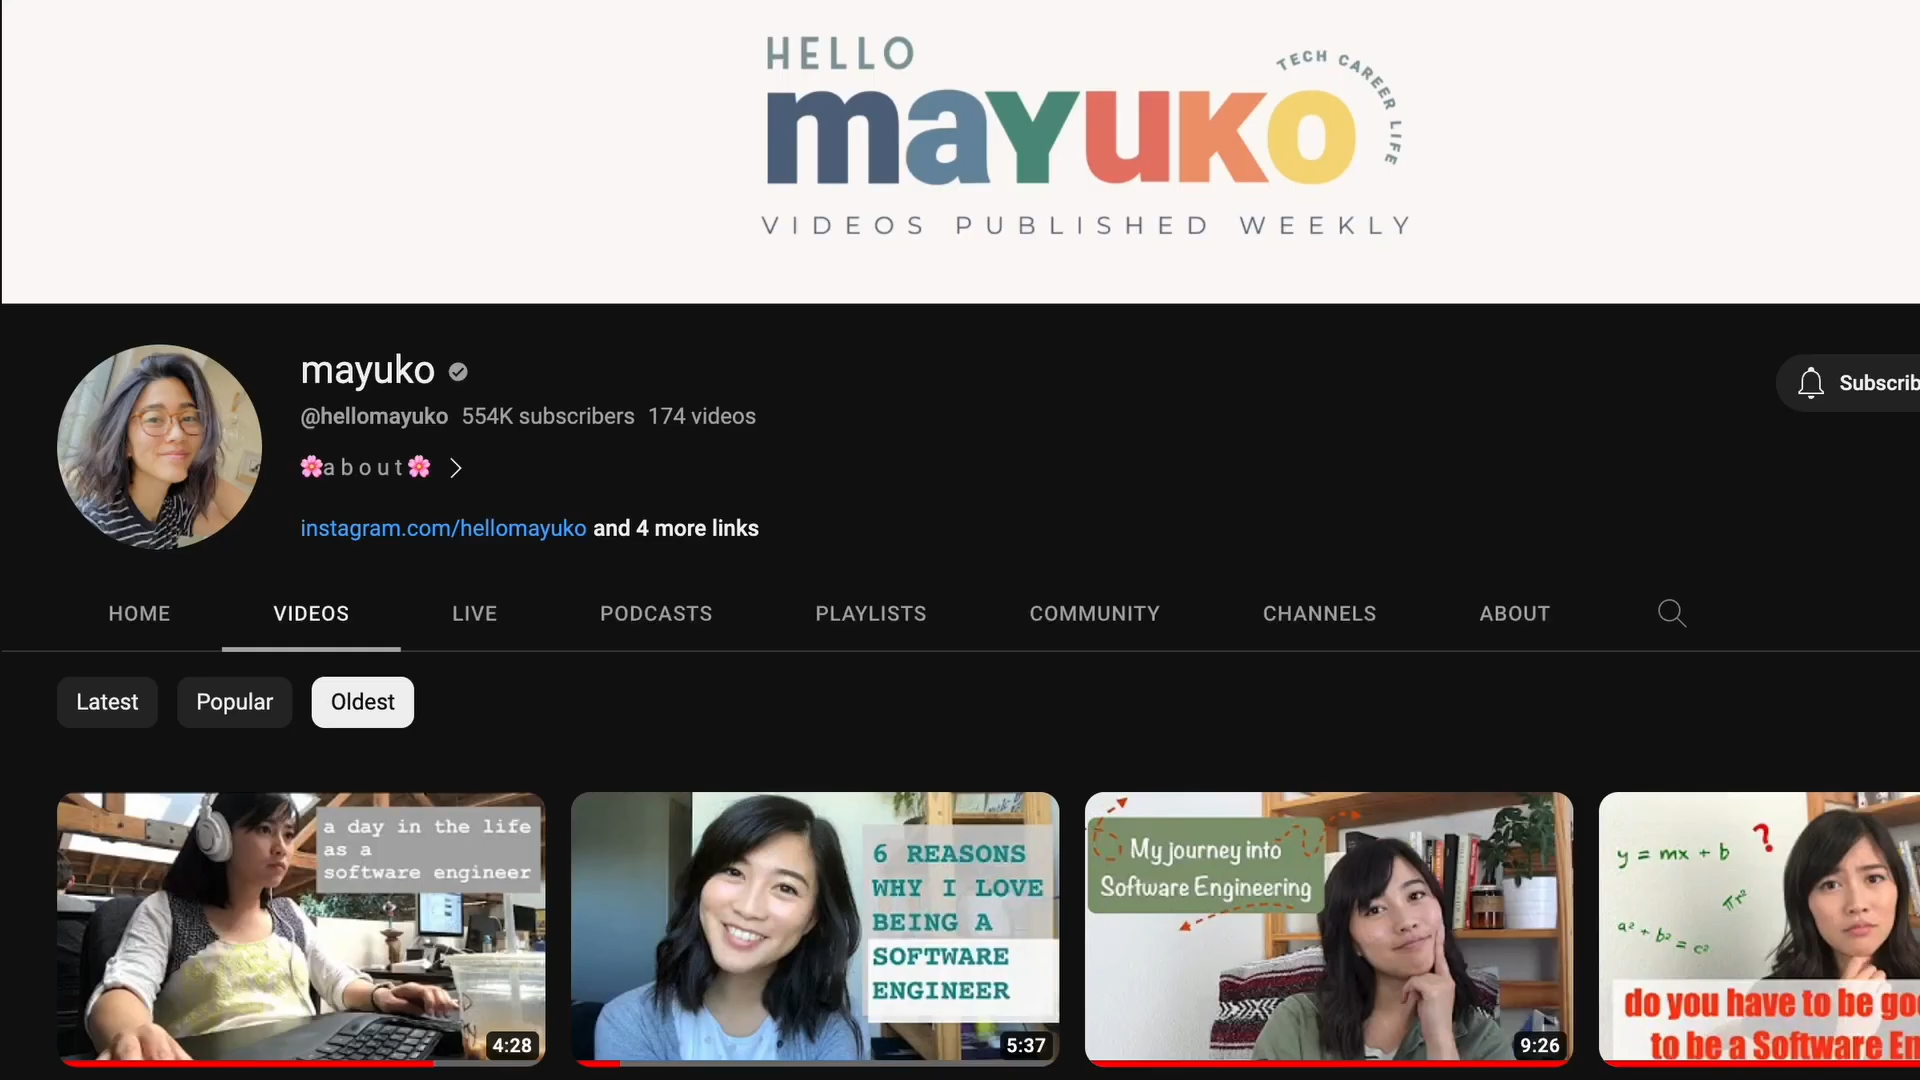 HELLO
TECH CAREER LIFE
mayuko
VIDEOS PUBLISHED WEEKLY
mayuko
@hellomayuko 554K subscribers 174 videos
🌸a b o u t🌸
instagram.com/hellomayuko and 4 more links
Subscrib
HOME VIDEOS LIVE PODCASTS PLAYLISTS COMMUNITY CHANNELS ABOUT
Latest Popular Oldest
a day in the life
as a
software engineer
4:28
6 REASONS
WHY I LOVE
BEING A
SOFTWARE
ENGINEER
5:37
My journey into
Software Engineering
9:26
y = mx + b
?
πr²
a² + b² = c²
do you have to be goo
to be a Software En